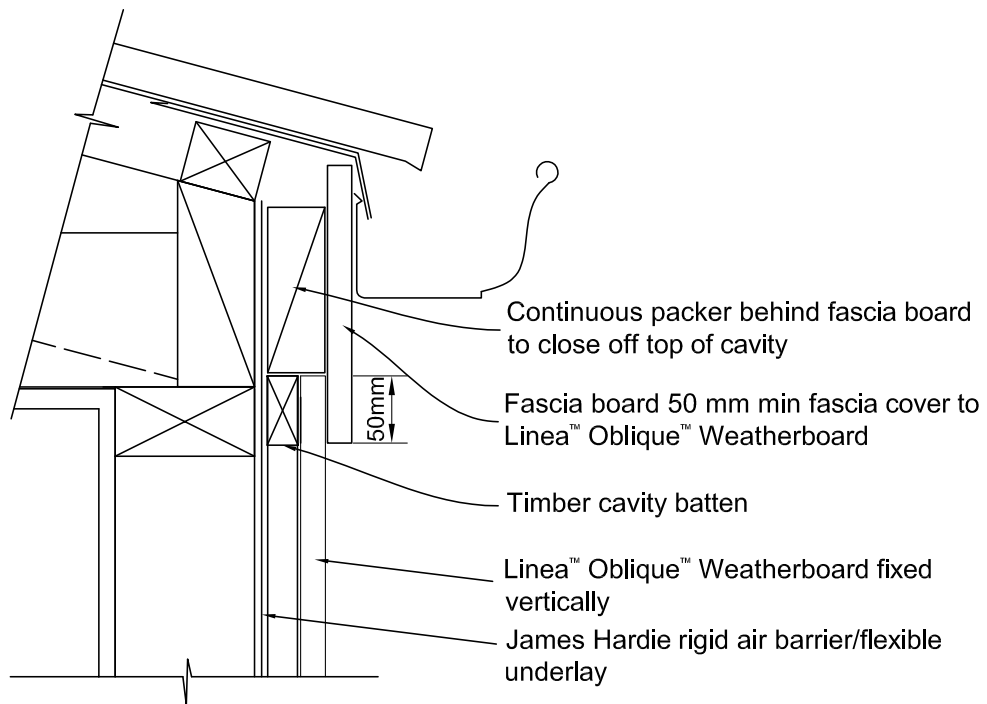 Continuous packer behind fascia board
to close off top of cavity
50mm
Fascia board 50 mm min fascia cover to
Linea™ Oblique™ Weatherboard
Timber cavity batten
Linea™ Oblique™ Weatherboard fixed
vertically
James Hardie rigid air barrier/flexible
underlay